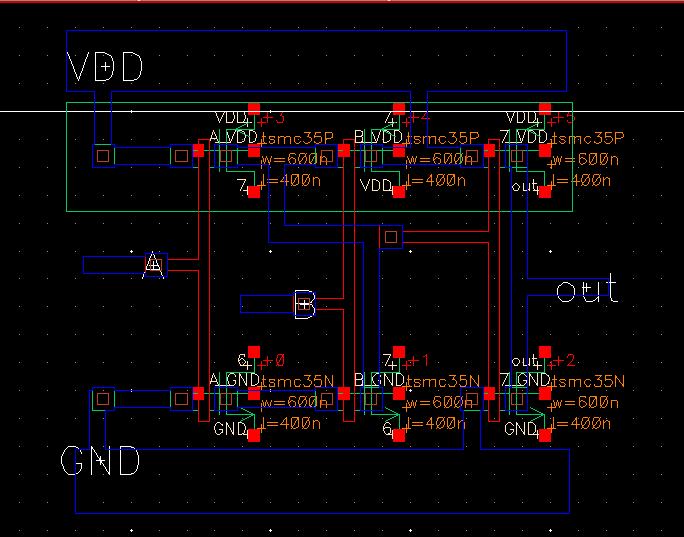 VDD
VDD +3
A VDD tsmc35P
w=600n
l=400n
7
7 +4
B VDD tsmc35P
w=600n
l=400n
VDD
VDD +5
7 VDD tsmc35P
w=600n
l=400n
out
A
B
out
6 +0
A GND tsmc35N
w=600n
l=400n
GND
7 +1
B GND tsmc35N
w=600n
l=400n
6
out +2
7 GND tsmc35N
w=600n
l=400n
GND
GND